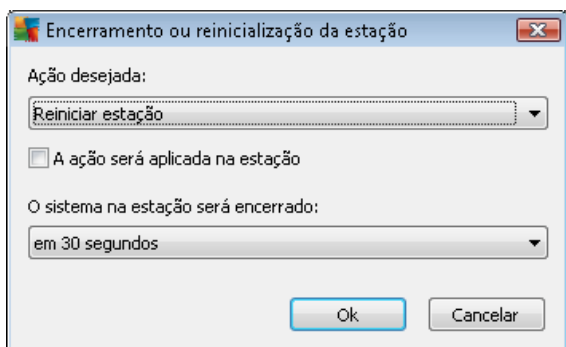 Encerramento ou reinicialização da estação
Ação desejada:
Reiniciar estação
A ação será aplicada na estação
O sistema na estação será encerrado:
em 30 segundos
Ok Cancelar